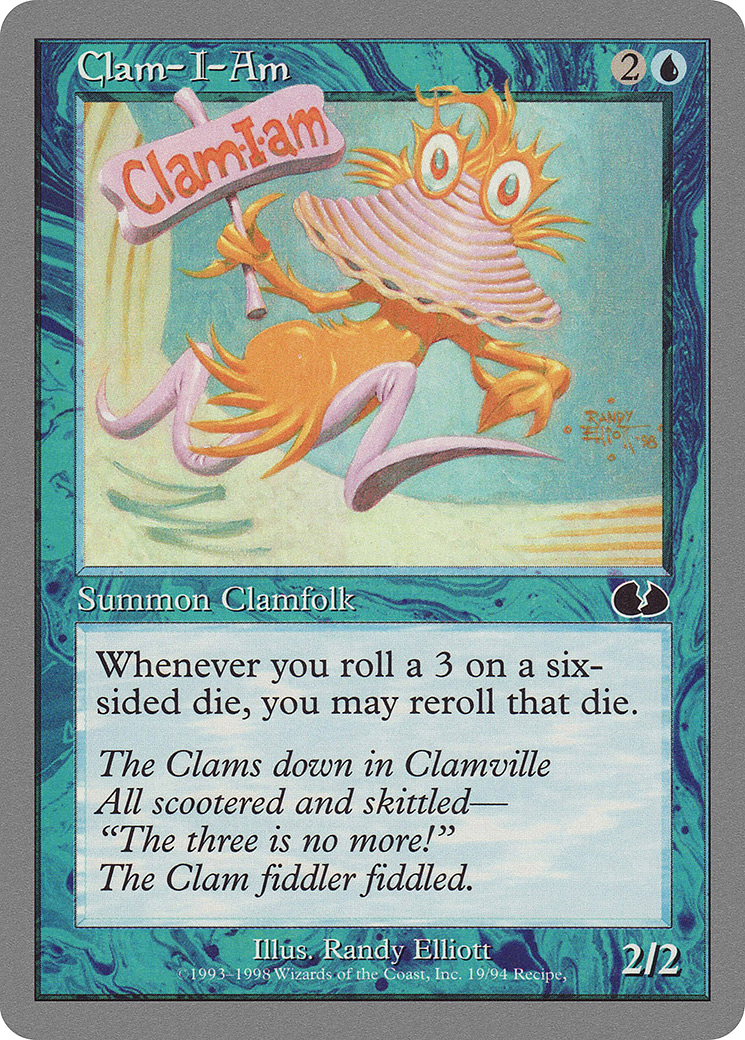 Clam-I-Am
2
Clam·I·am
RANDY
ELLIOTT
'98
Summon Clamfolk
Whenever you roll a 3 on a six-
sided die, you may reroll that die.
The Clams down in Clamville
All scootered and skittled—
“The three is no more!”
The Clam fiddler fiddled.
Illus. Randy Elliott
©1993–1998 Wizards of the Coast, Inc. 19/94 Recipe,
2/2